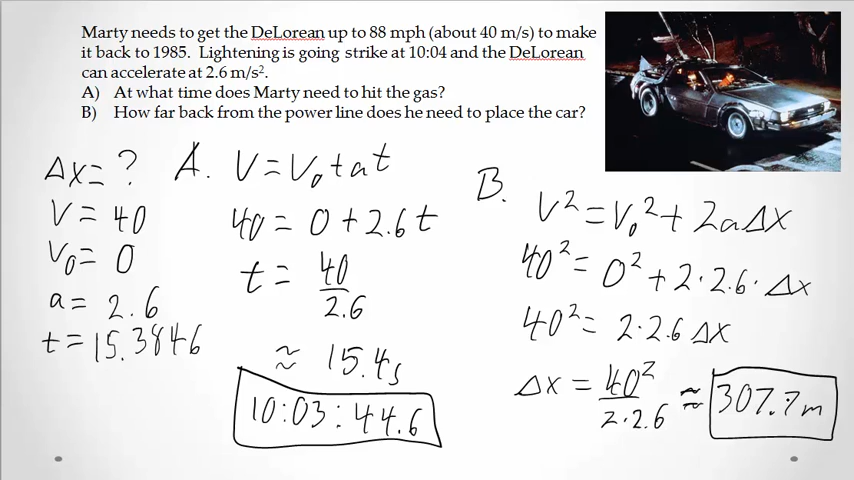 Marty needs to get the DeLorean up to 88 mph (about 40 m/s) to make
it back to 1985.  Lightening is going strike at 10:04 and the DeLorean
can accelerate at 2.6 m/s².
A) At what time does Marty need to hit the gas?
B) How far back from the power line does he need to place the car?
Δx = ?
V = 40
V₀ = 0
a = 2.6
t = 15.3846
A. V = V₀ + at
40 = 0 + 2.6 t
t = 40/2.6
≈ 15.4s
10:03:44.6
B. V² = V₀² + 2aΔx
40² = 0² + 2·2.6·Δx
40² = 2·2.6 Δx
Δx = 40²/2·2.6 ≈ 307.7m